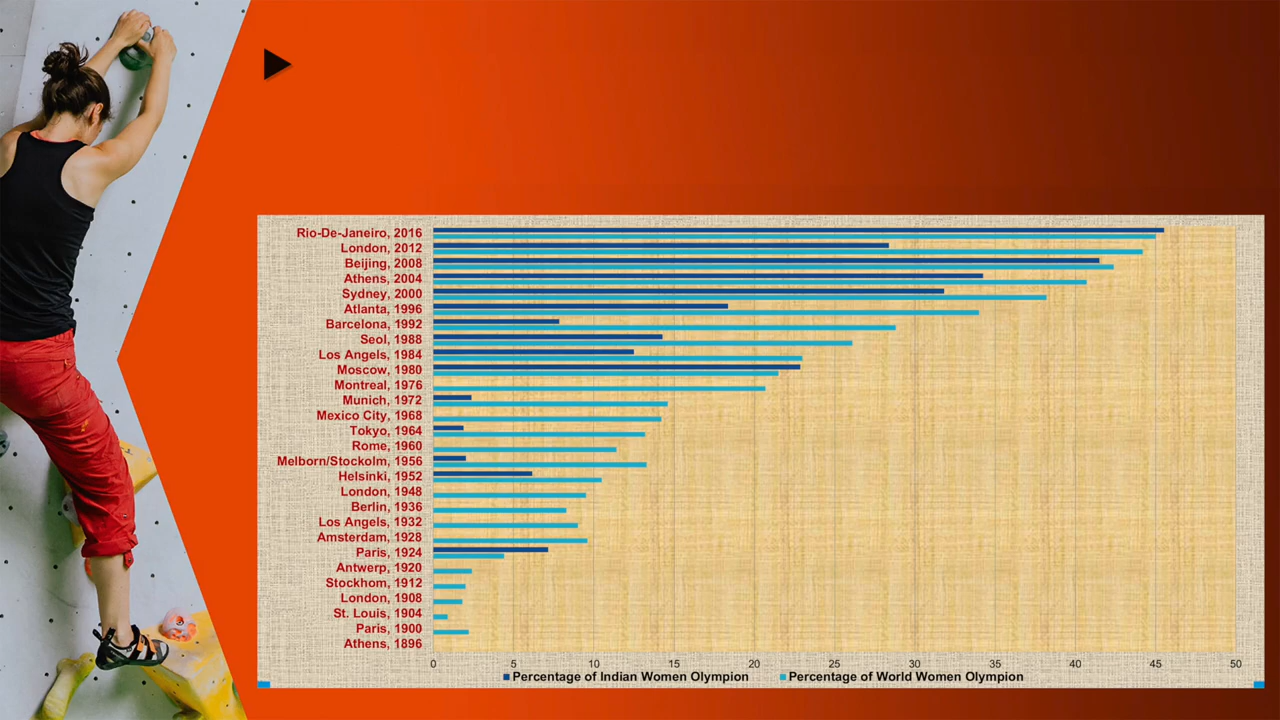 Rio-De-Janeiro, 2016
London, 2012
Beijing, 2008
Athens, 2004
Sydney, 2000
Atlanta, 1996
Barcelona, 1992
Seol, 1988
Los Angels, 1984
Moscow, 1980
Montreal, 1976
Munich, 1972
Mexico City, 1968
Tokyo, 1964
Rome, 1960
Melborn/Stockolm, 1956
Helsinki, 1952
London, 1948
Berlin, 1936
Los Angels, 1932
Amsterdam, 1928
Paris, 1924
Antwerp, 1920
Stockhom, 1912
London, 1908
St. Louis, 1904
Paris, 1900
Athens, 1896
0 5 10 15 20 25 30 35 40 45 50
Percentage of Indian Women Olympion Percentage of World Women Olympion